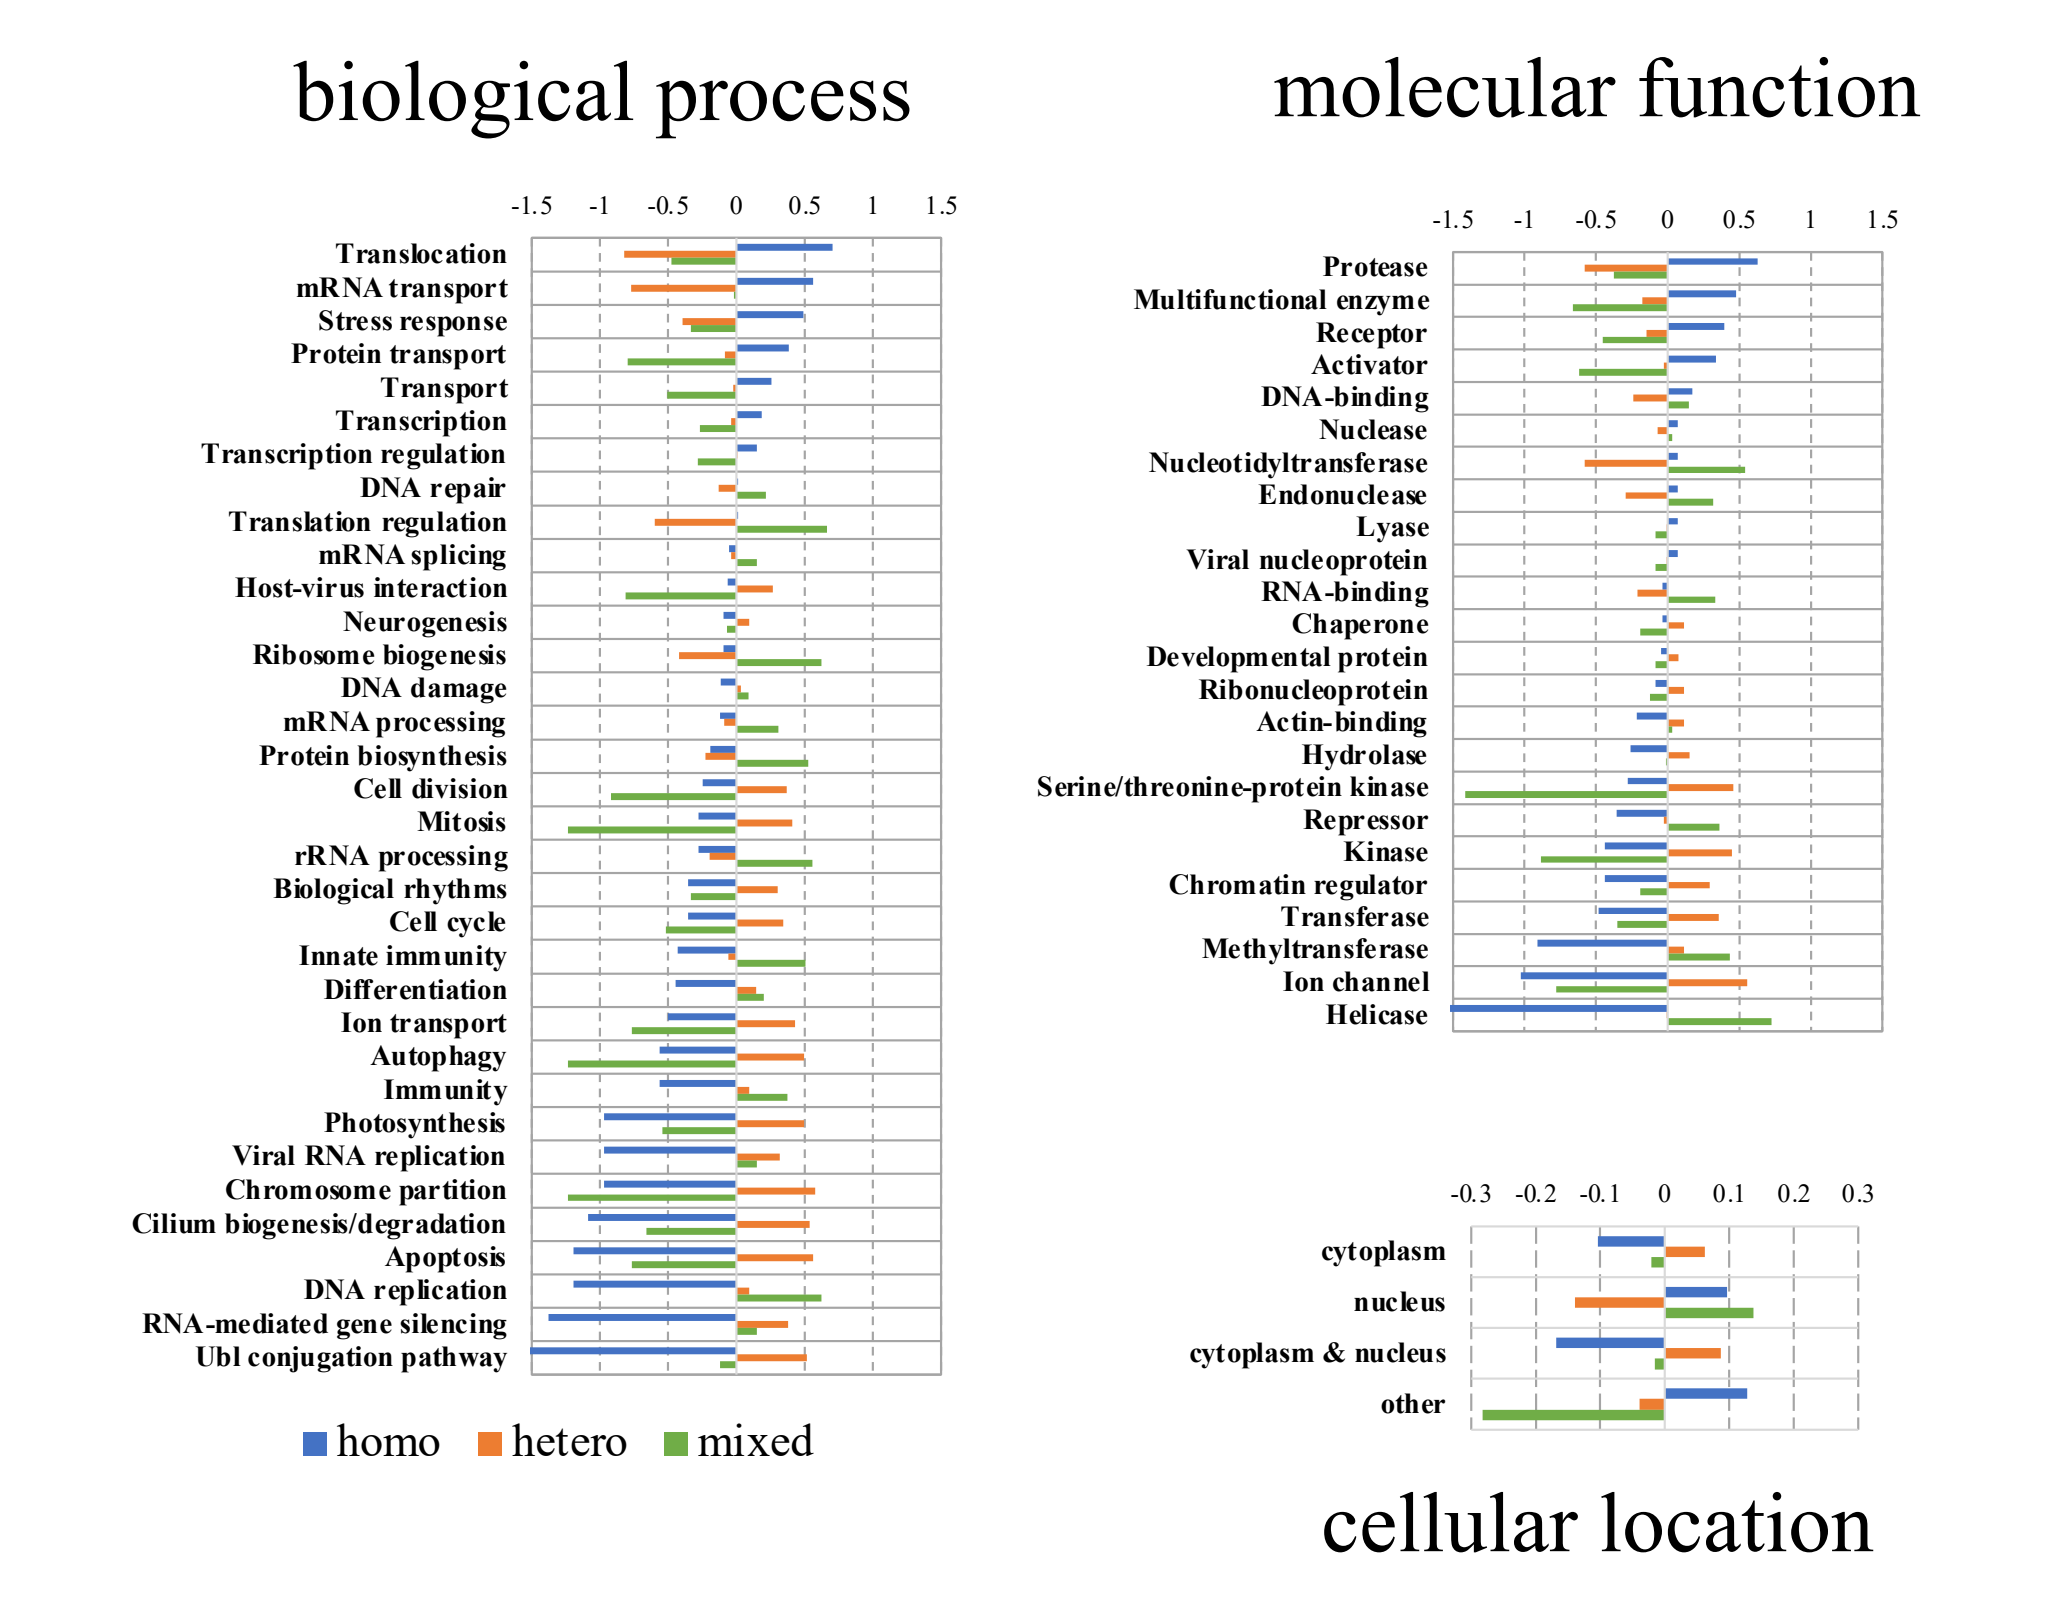 biological process
-1.5 -1 -0.5 0 0.5 1 1.5
Translocation
mRNA transport
Stress response
Protein transport
Transport
Transcription
Transcription regulation
DNA repair
Translation regulation
mRNA splicing
Host-virus interaction
Neurogenesis
Ribosome biogenesis
DNA damage
mRNA processing
Protein biosynthesis
Cell division
Mitosis
rRNA processing
Biological rhythms
Cell cycle
Innate immunity
Differentiation
Ion transport
Autophagy
Immunity
Photosynthesis
Viral RNA replication
Chromosome partition
Cilium biogenesis/degradation
Apoptosis
DNA replication
RNA-mediated gene silencing
Ubl conjugation pathway
homo hetero mixed
molecular function
-1.5 -1 -0.5 0 0.5 1 1.5
Protease
Multifunctional enzyme
Receptor
Activator
DNA-binding
Nuclease
Nucleotidyltransferase
Endonuclease
Lyase
Viral nucleoprotein
RNA-binding
Chaperone
Developmental protein
Ribonucleoprotein
Actin-binding
Hydrolase
Serine/threonine-protein kinase
Repressor
Kinase
Chromatin regulator
Transferase
Methyltransferase
Ion channel
Helicase
-0.3 -0.2 -0.1 0 0.1 0.2 0.3
cytoplasm
nucleus
cytoplasm & nucleus
other
cellular location